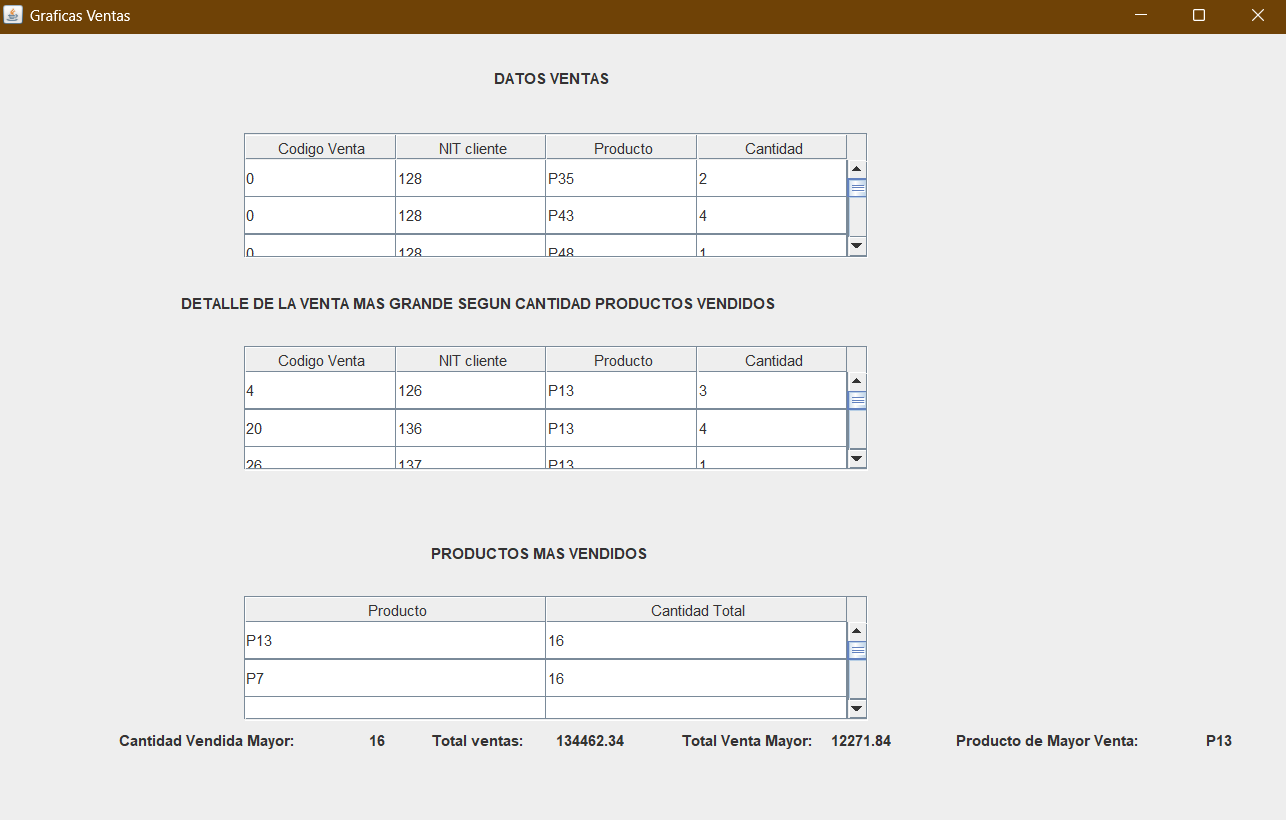 Graficas Ventas
DATOS VENTAS
Codigo Venta NIT cliente Producto Cantidad
0 128 P35 2
0 128 P43 4
0 128 P48 1
DETALLE DE LA VENTA MAS GRANDE SEGUN CANTIDAD PRODUCTOS VENDIDOS
Codigo Venta NIT cliente Producto Cantidad
4 126 P13 3
20 136 P13 4
26 137 P13 1
PRODUCTOS MAS VENDIDOS
Producto Cantidad Total
P13 16
P7 16
Cantidad Vendida Mayor: 16 Total ventas: 134462.34 Total Venta Mayor: 12271.84 Producto de Mayor Venta: P13